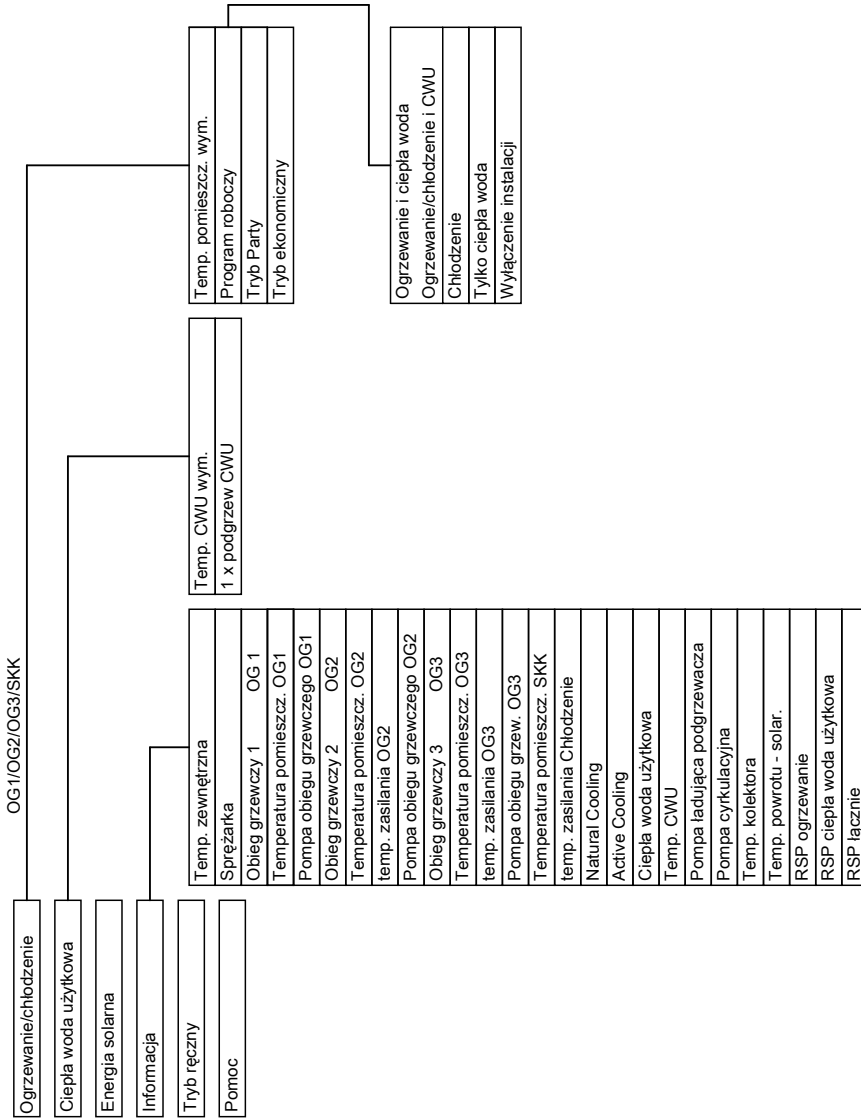 OG1/OG2/OG3/SKK
Ogrzewanie/chłodzenie
Ciepła woda użytkowa
Energia solarna
Informacja
Tryb ręczny
Pomoc
Temp. zewnętrzna
Sprężarka
Obieg grzewczy 1 OG 1
Temperatura pomieszcz. OG1
Pompa obiegu grzewczego OG1
Obieg grzewczy 2 OG2
Temperatura pomieszcz. OG2
temp. zasilania OG2
Pompa obiegu grzewczego OG2
Obieg grzewczy 3 OG3
Temperatura pomieszcz. OG3
temp. zasilania OG3
Pompa obiegu grzew. OG3
Temperatura pomieszcz. SKK
temp. zasilania Chłodzenie
Natural Cooling
Active Cooling
Ciepła woda użytkowa
Temp. CWU
Pompa ładująca podgrzewacza
Pompa cyrkulacyjna
Temp. kolektora
Temp. powrotu - solar.
RSP ogrzewanie
RSP ciepła woda użytkowa
RSP łącznie
Temp. CWU wym.
1 x podgrzew CWU
Temp. pomieszcz. wym.
Program roboczy
Tryb Party
Tryb ekonomiczny
Ogrzewanie i ciepła woda
Ogrzewanie/chłodzenie i CWU
Chłodzenie
Tylko ciepła woda
Wyłączenie instalacji